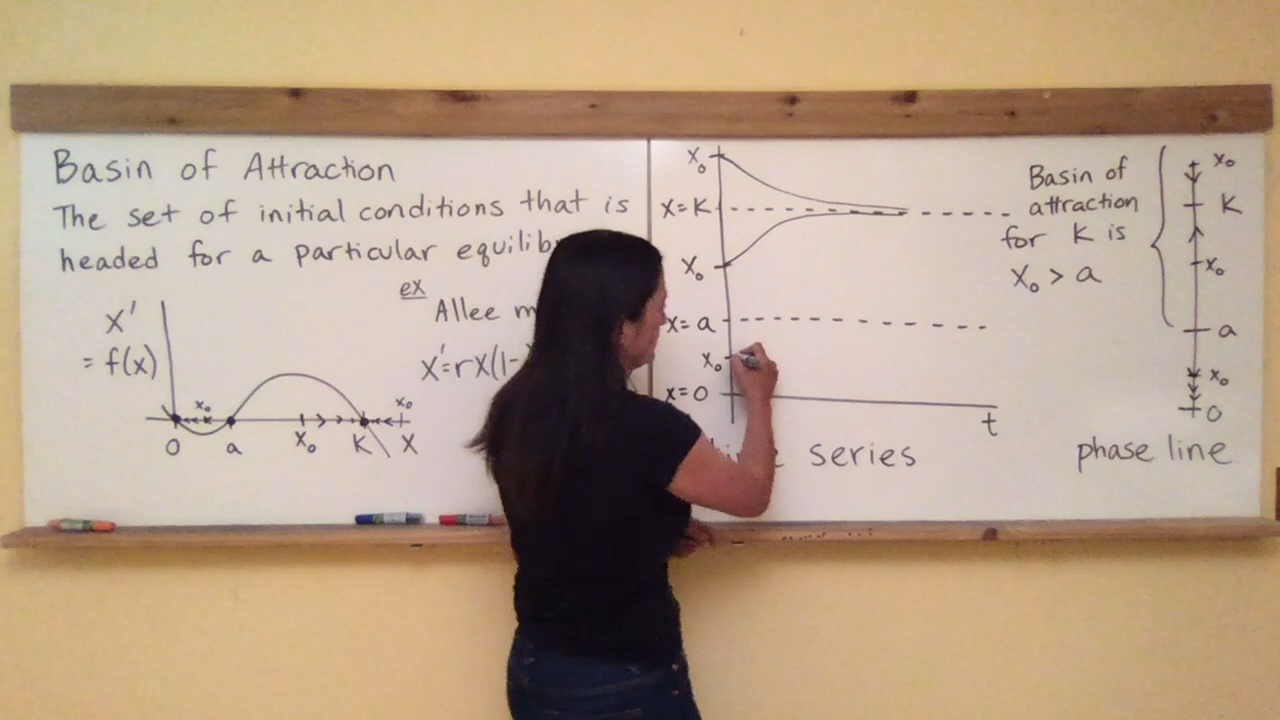 Basin of Attraction
The set of initial conditions that is
headed for a particular
ex
Allee
x'=rx(1-
x'
= f(x)
x₀
x₀
0
a
x₀
K
x
x₀
x=K
x₀
x=a
x₀
x=0
t
series
Basin of
attraction
for K is
x₀ > a
x₀
K
x₀
a
x₀
0
phase line